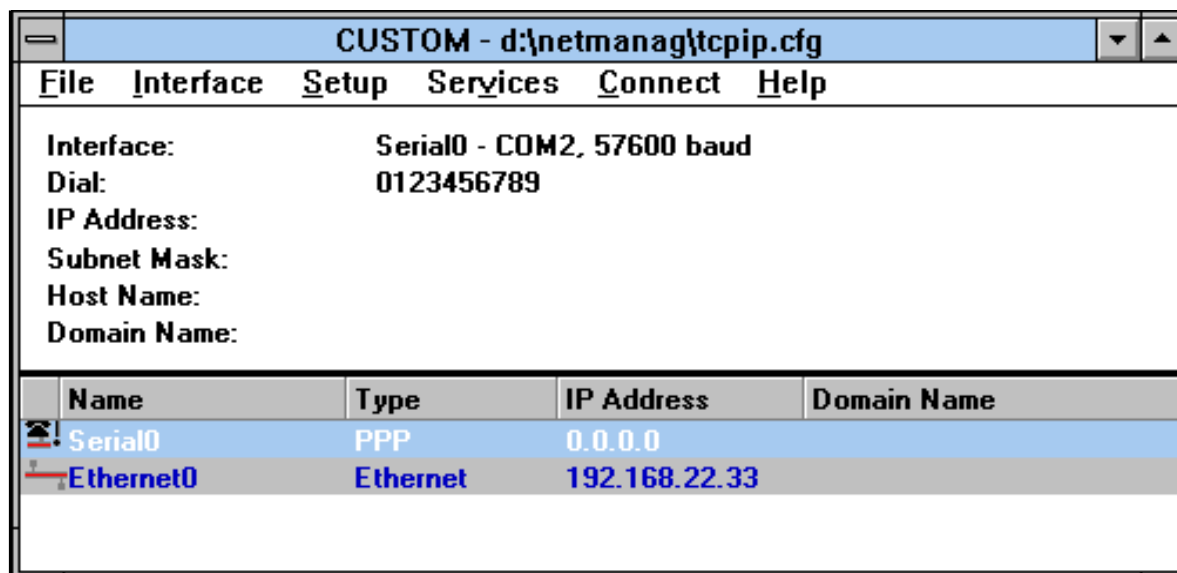 CUSTOM - d:\netmanag\tcpip.cfg
File Interface Setup Services Connect Help
Interface: Serial0 - COM2, 57600 baud
Dial: 0123456789
IP Address:
Subnet Mask:
Host Name:
Domain Name:
Name Type IP Address Domain Name
Serial0 PPP 0.0.0.0
Ethernet0 Ethernet 192.168.22.33